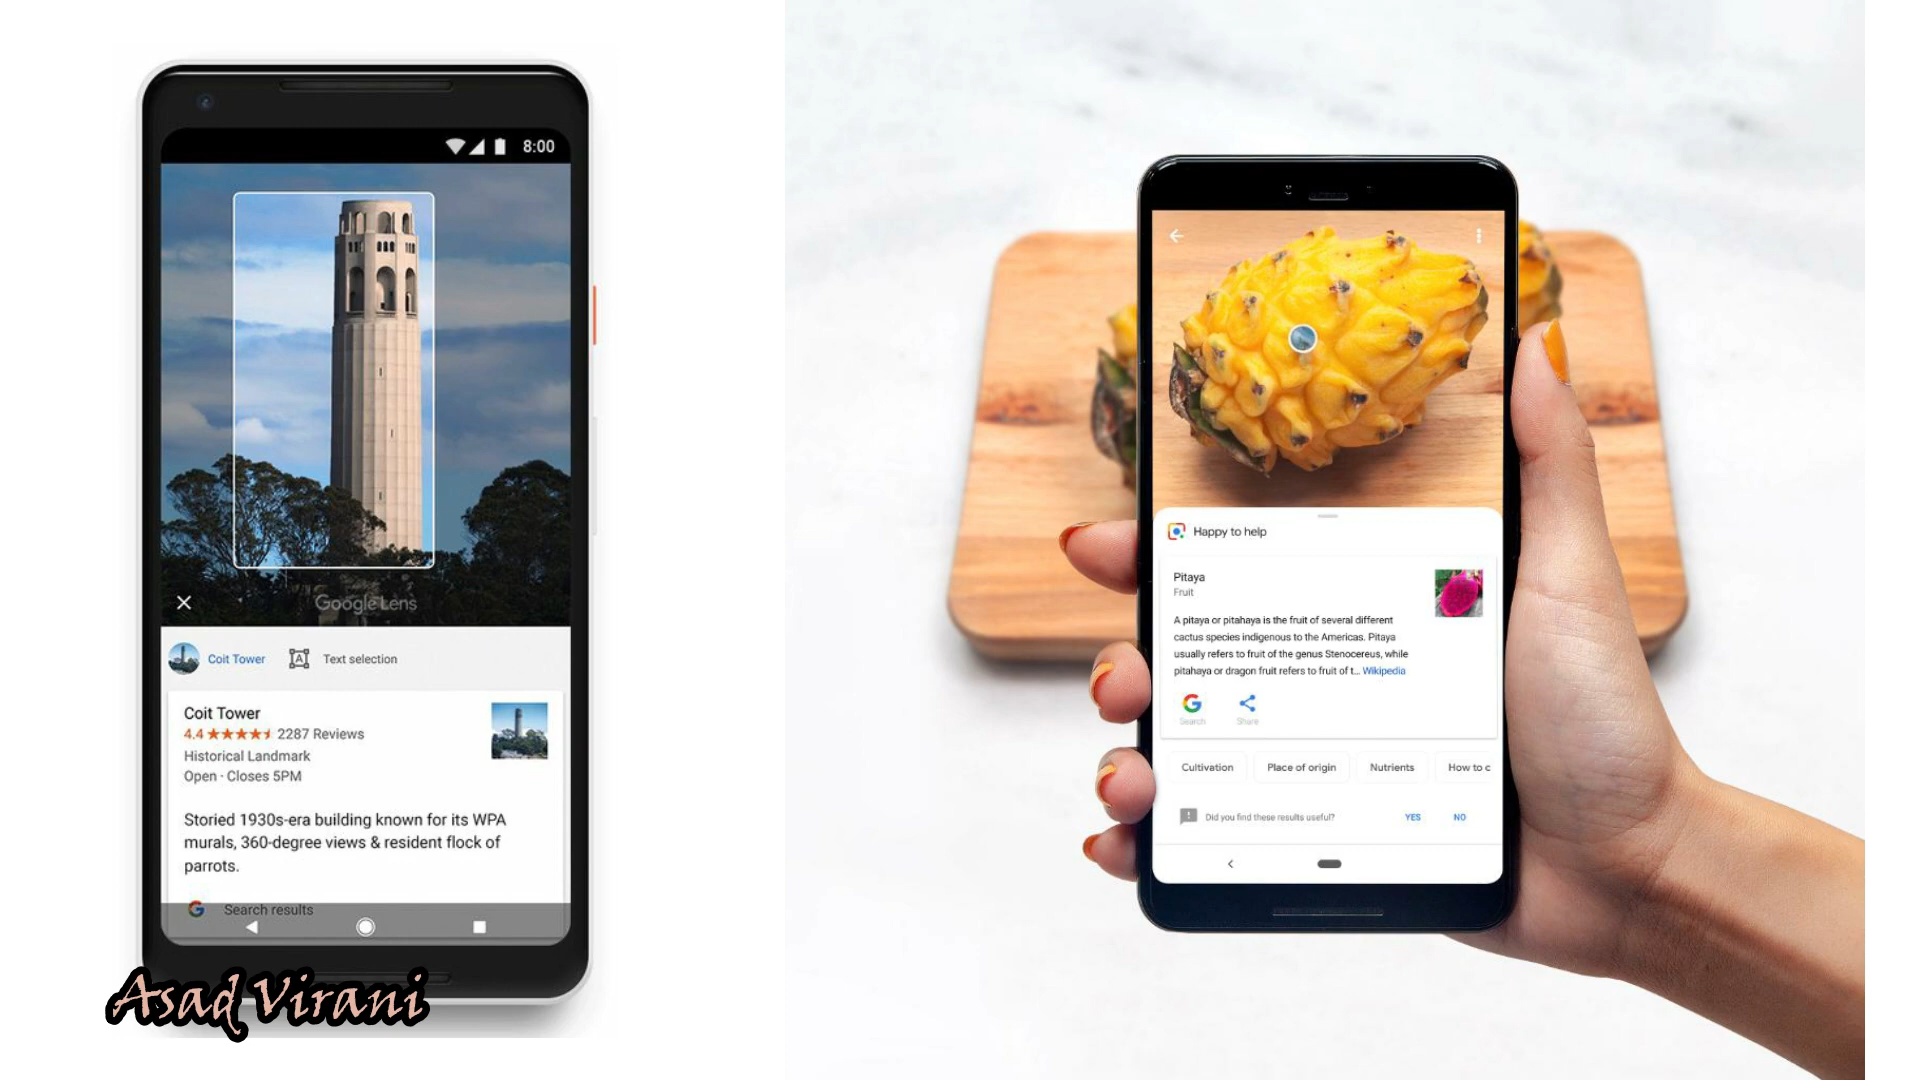 8:00
Google Lens
Coit Tower
Text selection
Coit Tower
4.4 2287 Reviews
Historical Landmark
Open · Closes 5PM
Storied 1930s-era building known for its WPA
murals, 360-degree views & resident flock of
parrots.
Search results
Asad Virani
Happy to help
Pitaya
Fruit
A pitaya or pitahaya is the fruit of several different
cactus species indigenous to the Americas. Pitaya
usually refers to fruit of the genus Stenocereus, while
pitahaya or dragon fruit refers to fruit of t... Wikipedia
Search Share
Cultivation Place of origin Nutrients How to c
Did you find these results useful? YES NO